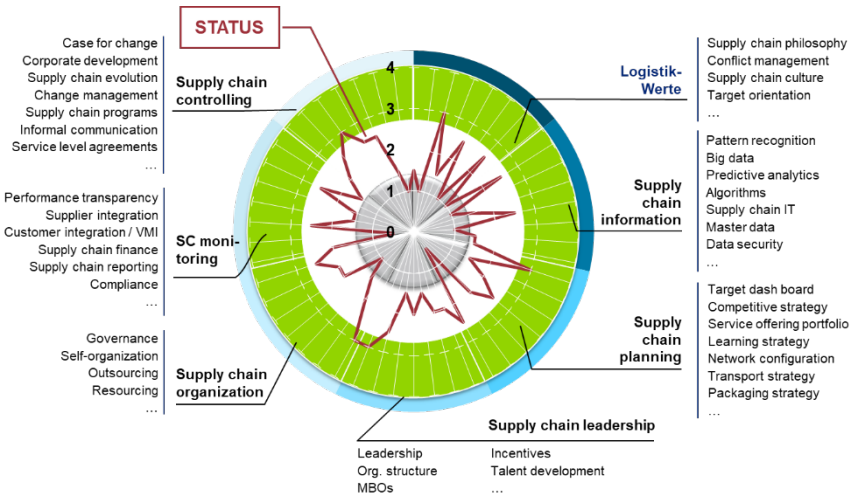 STATUS
Case for change
Corporate development
Supply chain evolution
Change management
Supply chain programs
Informal communication
Service level agreements
...
Supply chain
controlling
Performance transparency
Supplier integration
Customer integration / VMI
Supply chain finance
Supply chain reporting
Compliance
...
SC moni-
toring
Governance
Self-organization
Outsourcing
Resourcing
...
Supply chain
organization
4
3
2
1
0
Logistik-
Werte
Supply chain philosophy
Conflict management
Supply chain culture
Target orientation
...
Supply
chain
information
Pattern recognition
Big data
Predictive analytics
Algorithms
Supply chain IT
Master data
Data security
...
Supply
chain
planning
Target dash board
Competitive strategy
Service offering portfolio
Learning strategy
Network configuration
Transport strategy
Packaging strategy
...
Supply chain leadership
Leadership
Org. structure
MBOs
Incentives
Talent development
...